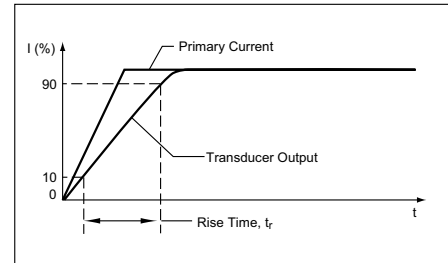 I (%)
Primary Current
90
Transducer Output
10
0
t
Rise Time, tr